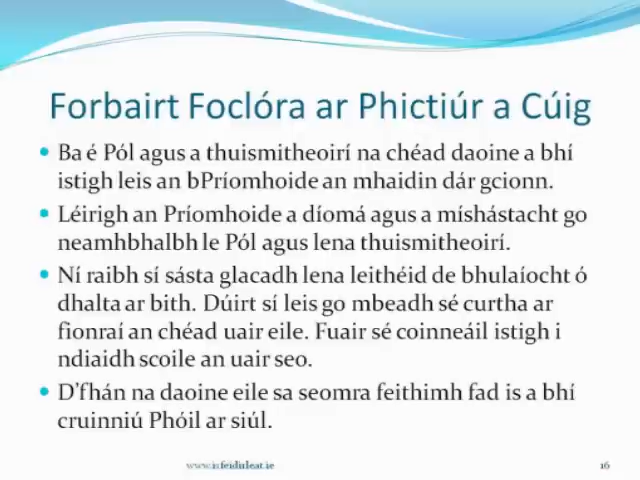 Forbairt Foclóra ar Phictiúr a Cúig
• Ba é Pól agus a thuismitheoirí na chéad daoine a bhí
istigh leis an bPríomhoide an mhaidin dár gcionn.
• Léirigh an Príomhoide a díomá agus a míshástacht go
neamhbhalbh le Pól agus lena thuismitheoirí.
• Ní raibh sí sásta glacadh lena leithéid de bhulaíocht ó
dhalta ar bith. Dúirt sí leis go mbeadh sé curtha ar
fionraí an chéad uair eile. Fuair sé coinneáil istigh i
ndiaidh scoile an uair seo.
• D'fhán na daoine eile sa seomra feithimh fad is a bhí
cruinniú Phóil ar siúl.
www.isfeidirleat.ie
16